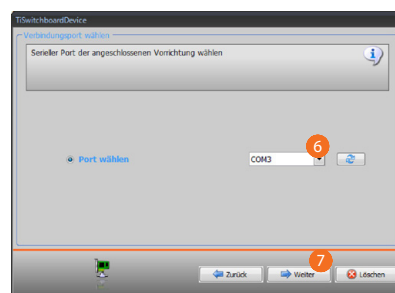 TiSwitchboardDevice
Verbindungsport wählen
Serieller Port der angeschlossenen Vorrichtung wählen
6
Port wählen
COM3
7
Zurück
Weiter
Löschen